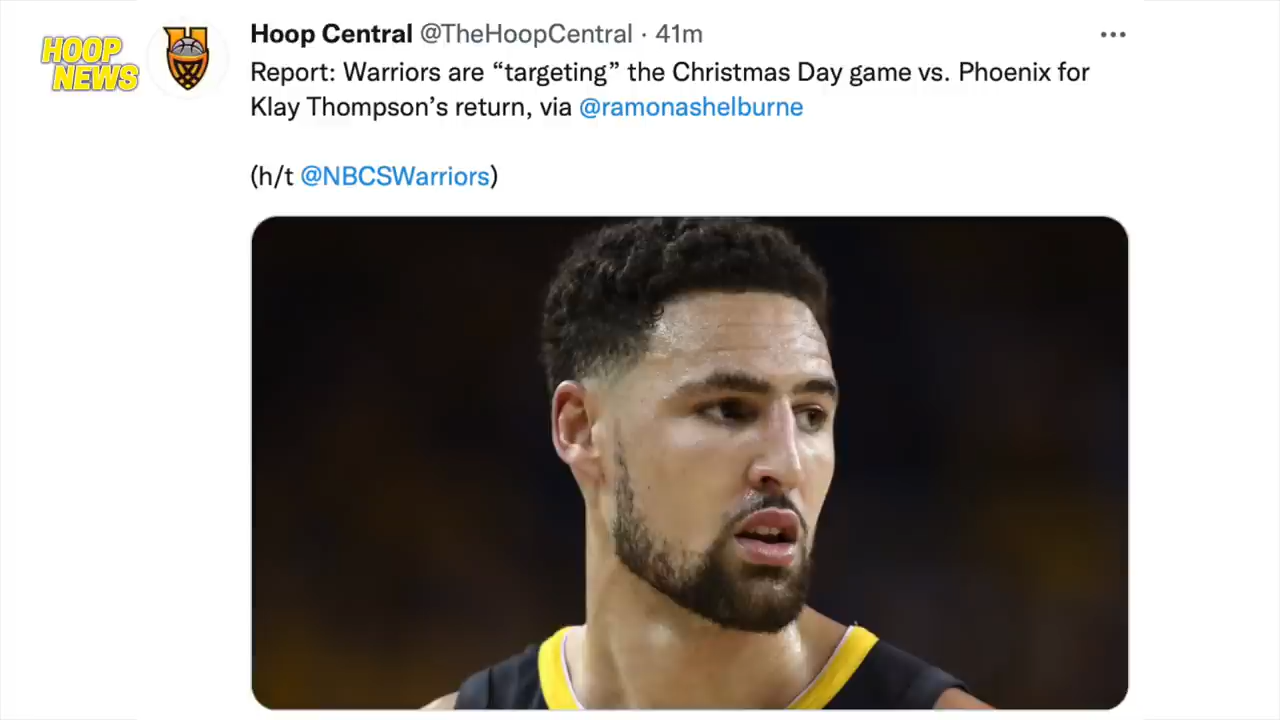 HOOP
NEWS
Hoop Central @TheHoopCentral · 41m
Report: Warriors are “targeting” the Christmas Day game vs. Phoenix for
Klay Thompson’s return, via @ramonashelburne
(h/t @NBCSWarriors)